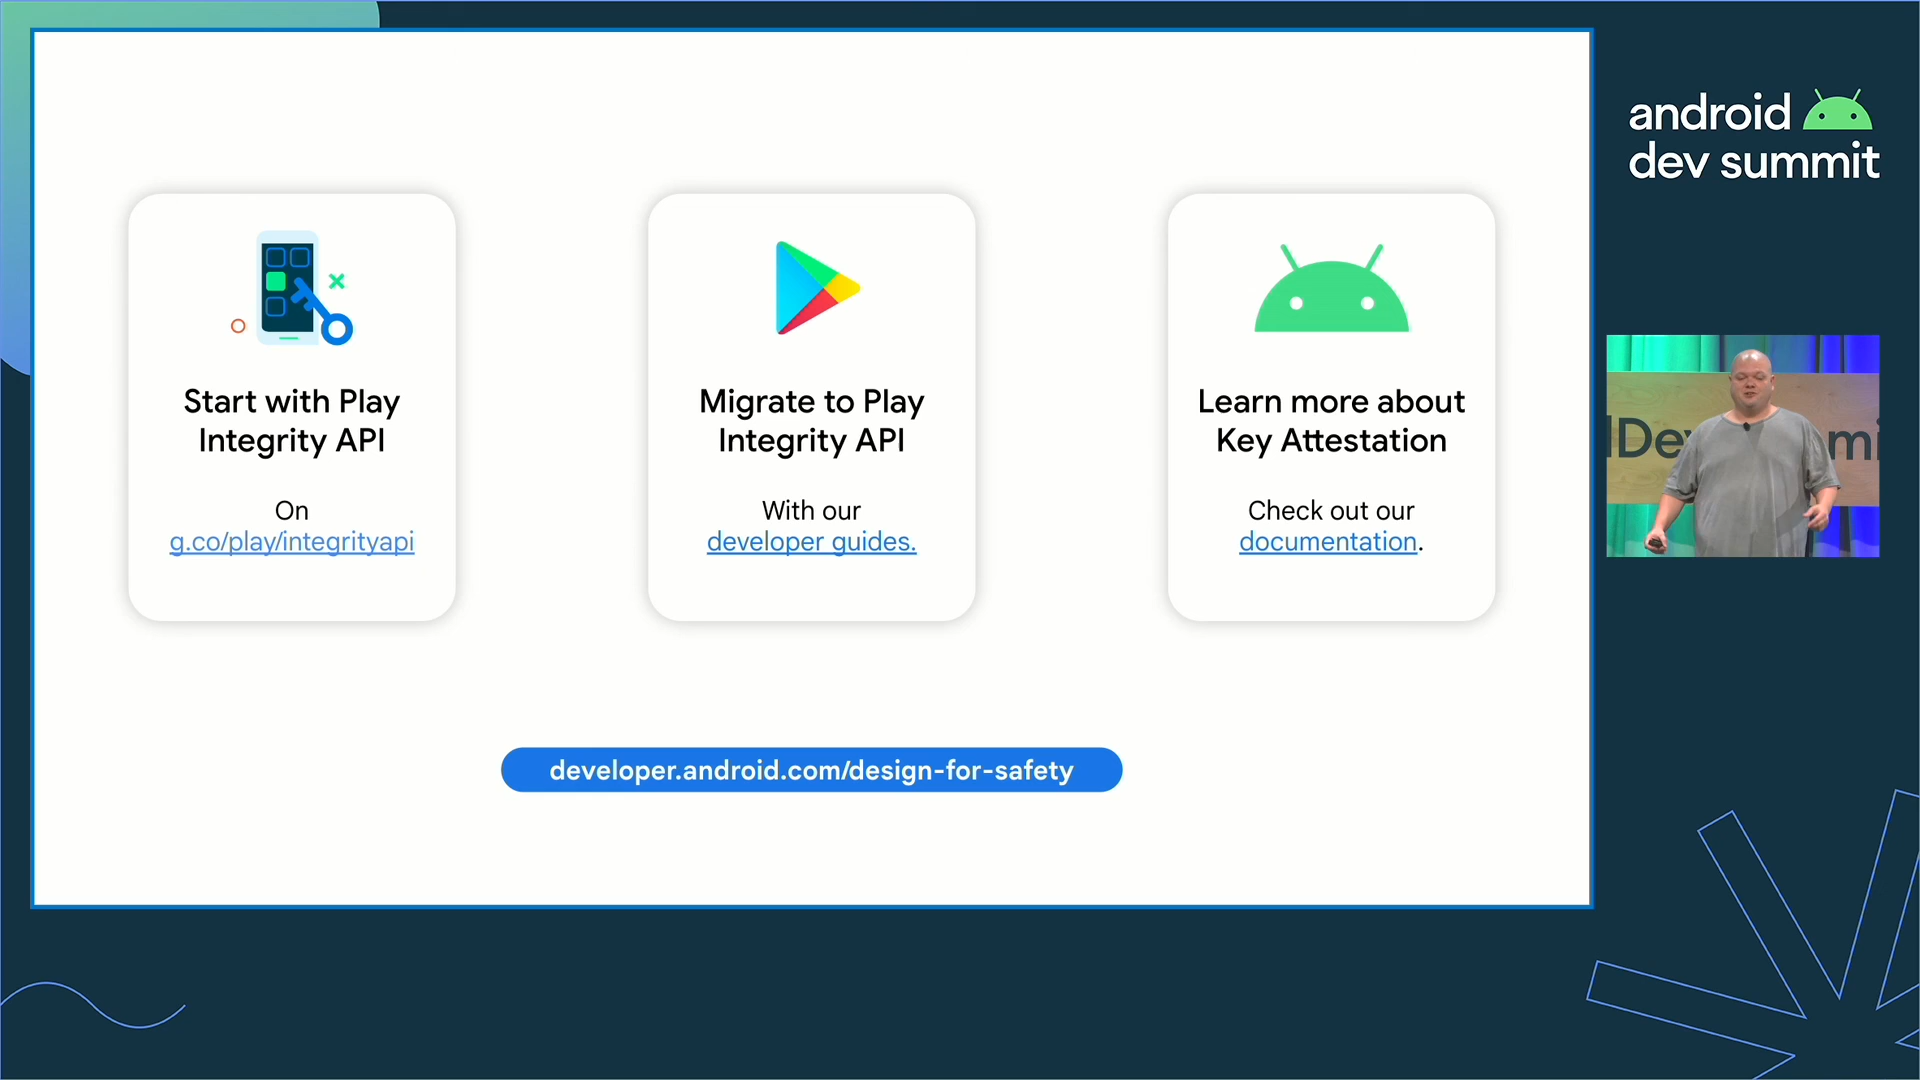 android
dev summit
Start with Play
Integrity API
On
g.co/play/integrityapi
Migrate to Play
Integrity API
With our
developer guides.
Learn more about
Key Attestation
Check out our
documentation.
developer.android.com/design-for-safety